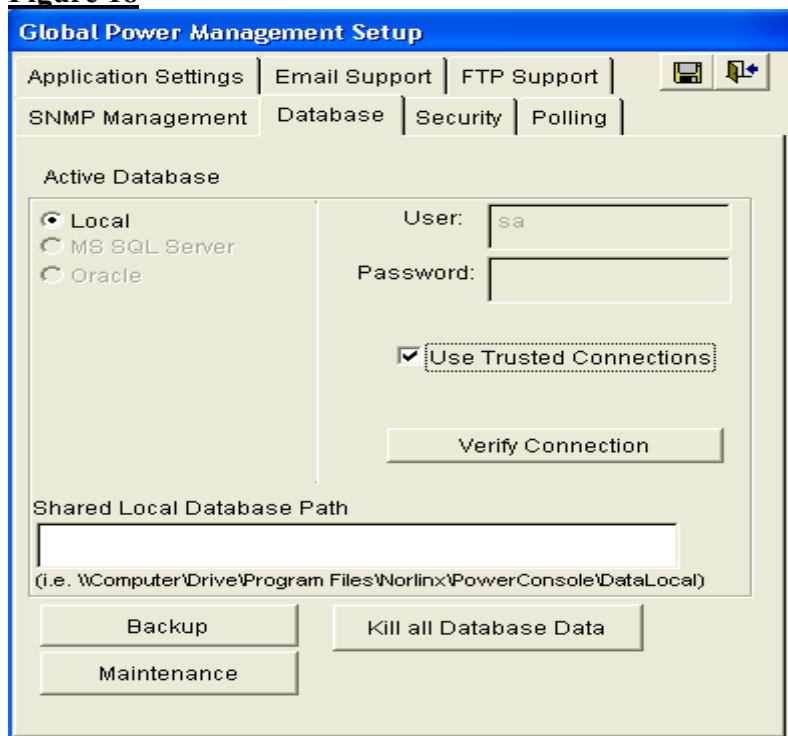 Figure 18
Global Power Management Setup
Application Settings Email Support FTP Support
SNMP Management Database Security Polling
Active Database
Local
MS SQL Server
Oracle
User: sa
Password:
Use Trusted Connections
Verify Connection
Shared Local Database Path
(i.e. \\Computer\Drive\Program Files\Norlinx\PowerConsole\DataLocal)
Backup
Kill all Database Data
Maintenance